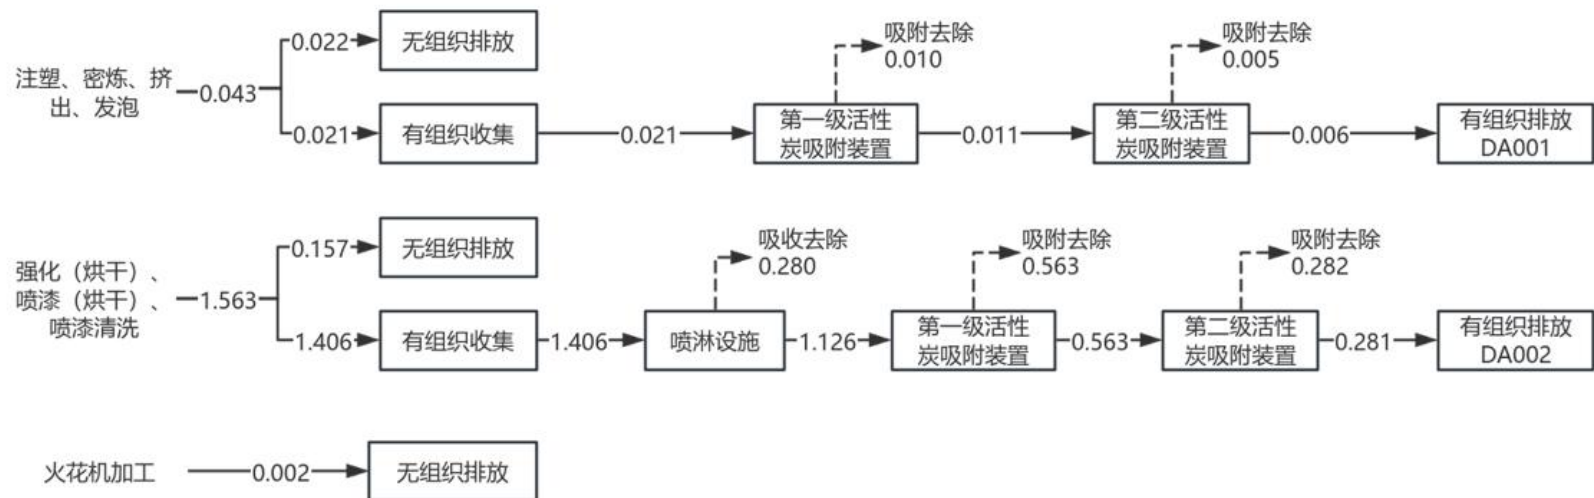 0.022
无组织排放
吸附去除
0.010
吸附去除
0.005
注塑、密炼、挤
出、发泡
0.043
0.021
有组织收集
0.021
第一级活性
炭吸附装置
0.011
第二级活性
炭吸附装置
0.006
有组织排放
DA001
0.157
无组织排放
吸收去除
0.280
吸附去除
0.563
吸附去除
0.282
强化（烘干）、
喷漆（烘干）、
喷漆清洗
1.563
1.406
有组织收集
1.406
喷淋设施
1.126
第一级活性
炭吸附装置
0.563
第二级活性
炭吸附装置
0.281
有组织排放
DA002
火花机加工
0.002
无组织排放